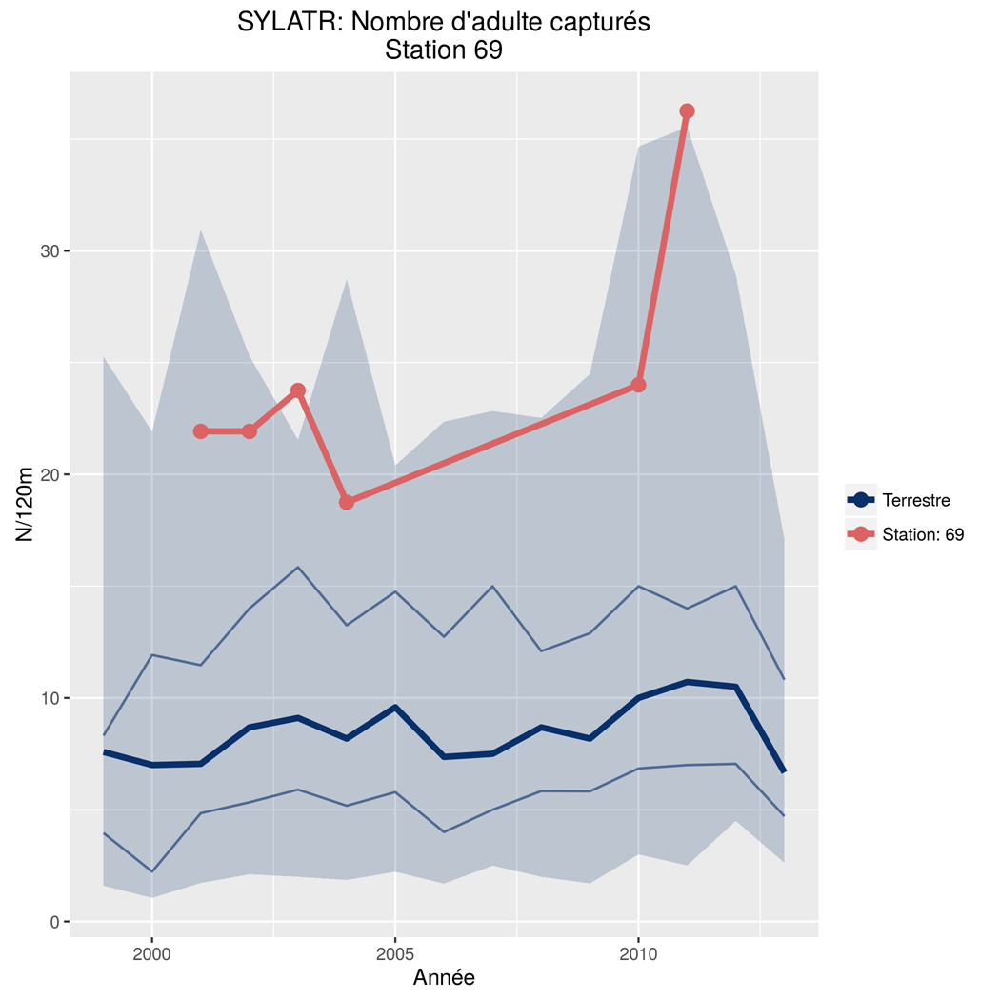 SYLATR: Nombre d'adulte capturés
Station 69
N/120m
30
20
10
0
2000
2005
2010
Année
Terrestre
Station: 69